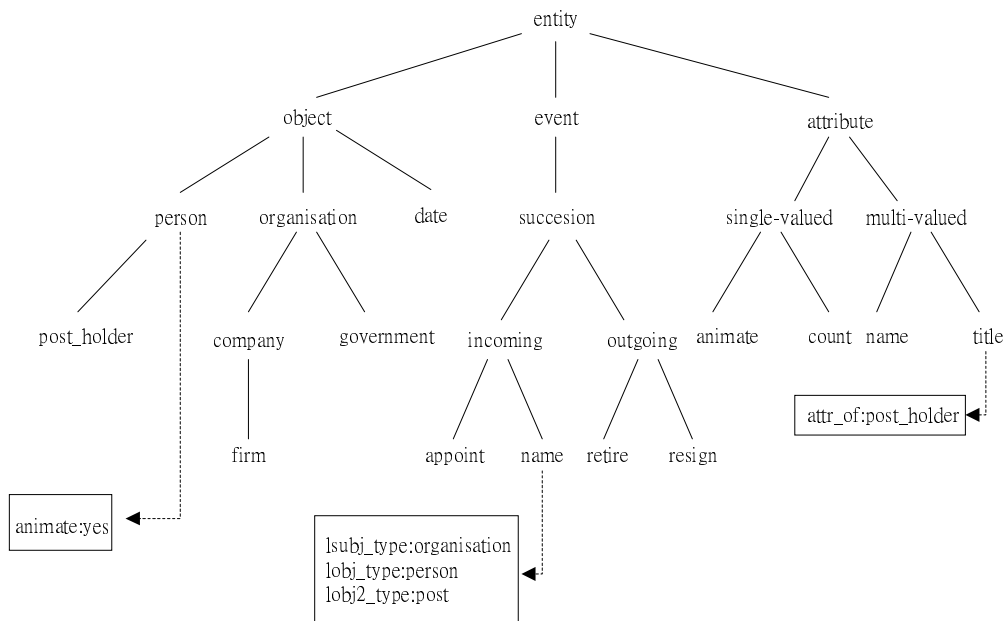 entity
object
event
attribute
person
organisation
date
succesion
single-valued
multi-valued
post_holder
company
government
incoming
outgoing
animate
count
name
title
attr_of:post_holder
firm
appoint
name
retire
resign
animate:yes
lsubj_type:organisation
lobj_type:person
lobj2_type:post